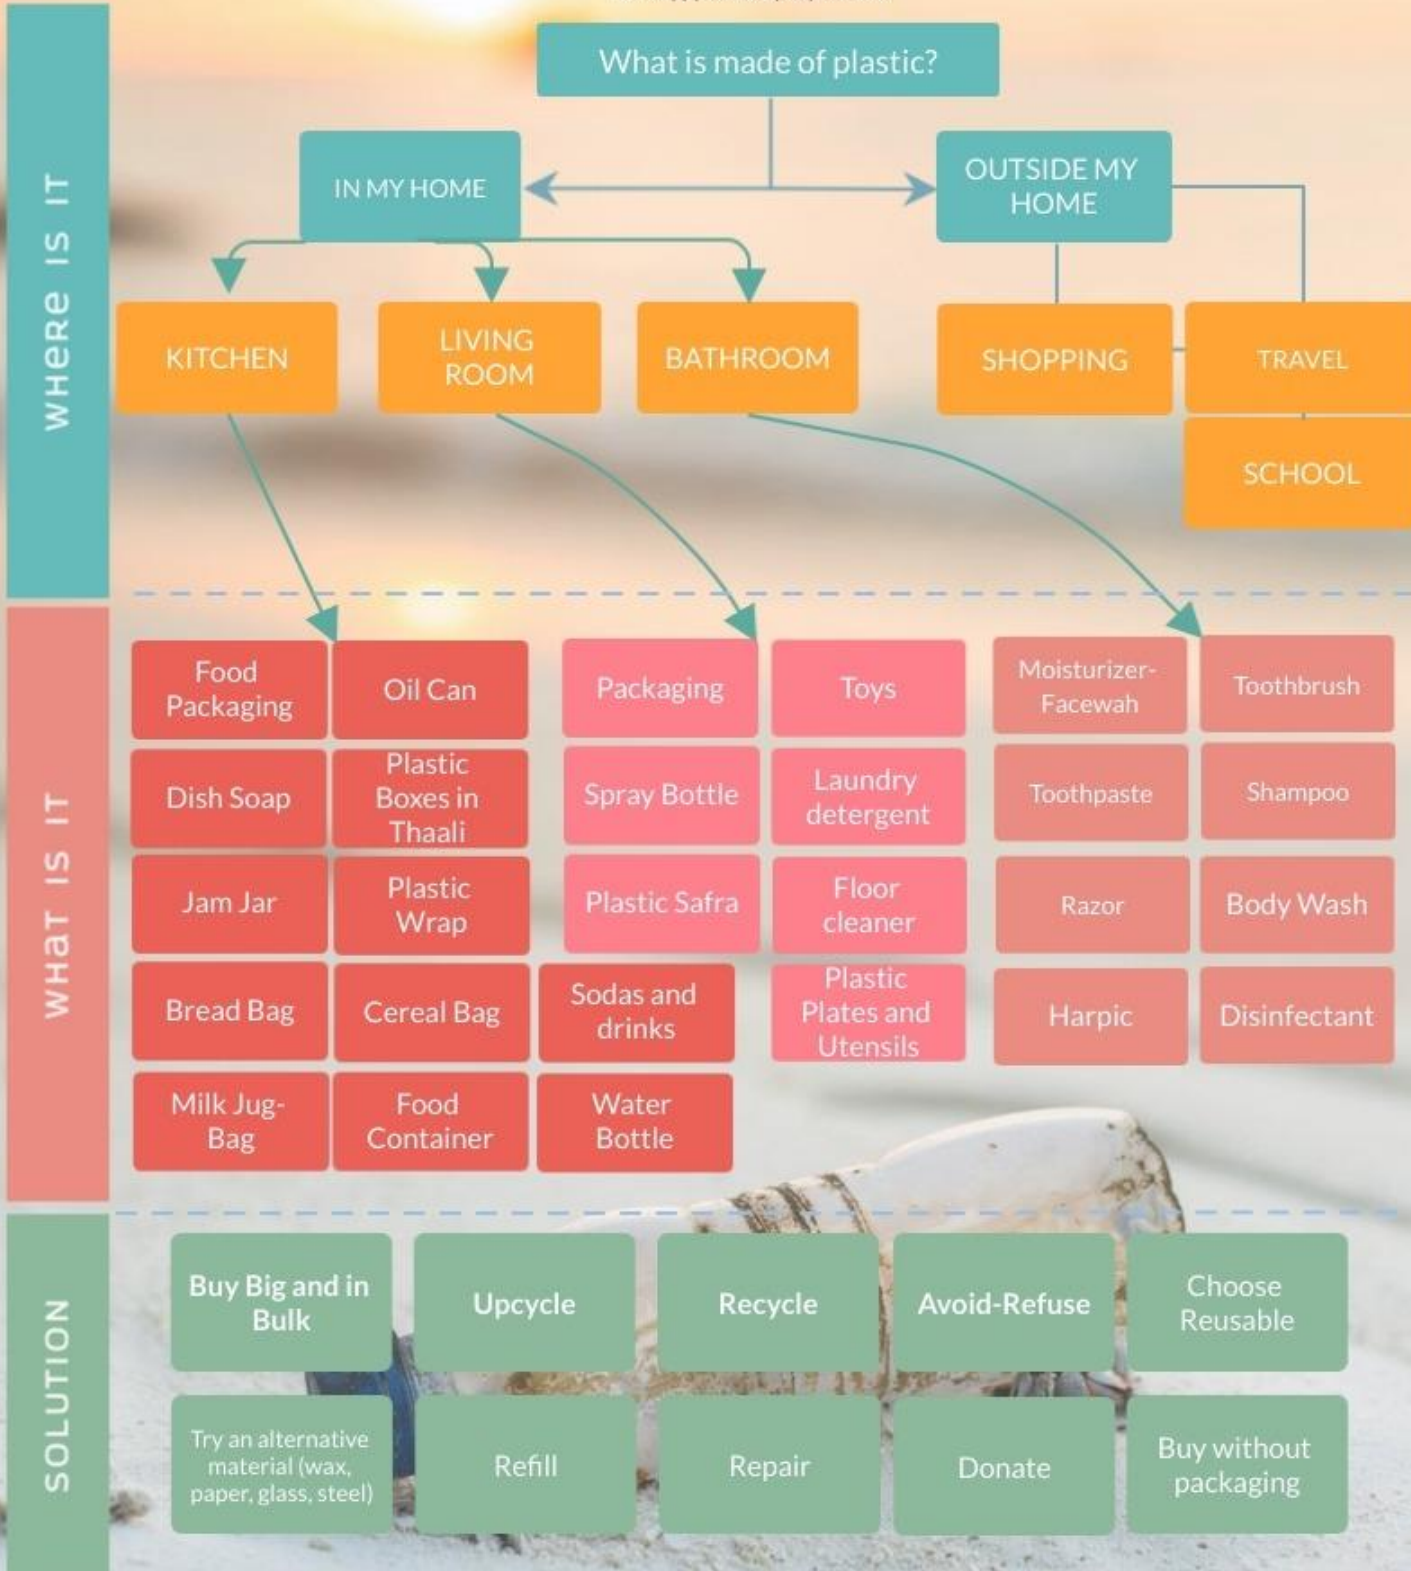 What is made of plastic?
WHERE IS IT
IN MY HOME
OUTSIDE MY
HOME
KITCHEN
LIVING
ROOM
BATHROOM
SHOPPING
TRAVEL
SCHOOL
WHAT IS IT
Food
Packaging
Oil Can
Packaging
Toys
Moisturizer-
Facewah
Toothbrush
Dish Soap
Plastic
Boxes in
Thaali
Spray Bottle
Laundry
detergent
Toothpaste
Shampoo
Jam Jar
Plastic
Wrap
Plastic Safra
Floor
cleaner
Razor
Body Wash
Bread Bag
Cereal Bag
Sodas and
drinks
Plastic
Plates and
Utensils
Harpic
Disinfectant
Milk Jug-
Bag
Food
Container
Water
Bottle
SOLUTION
Buy Big and in
Bulk
Upcycle
Recycle
Avoid-Refuse
Choose
Reusable
Try an alternative
material (wax,
paper, glass, steel)
Refill
Repair
Donate
Buy without
packaging